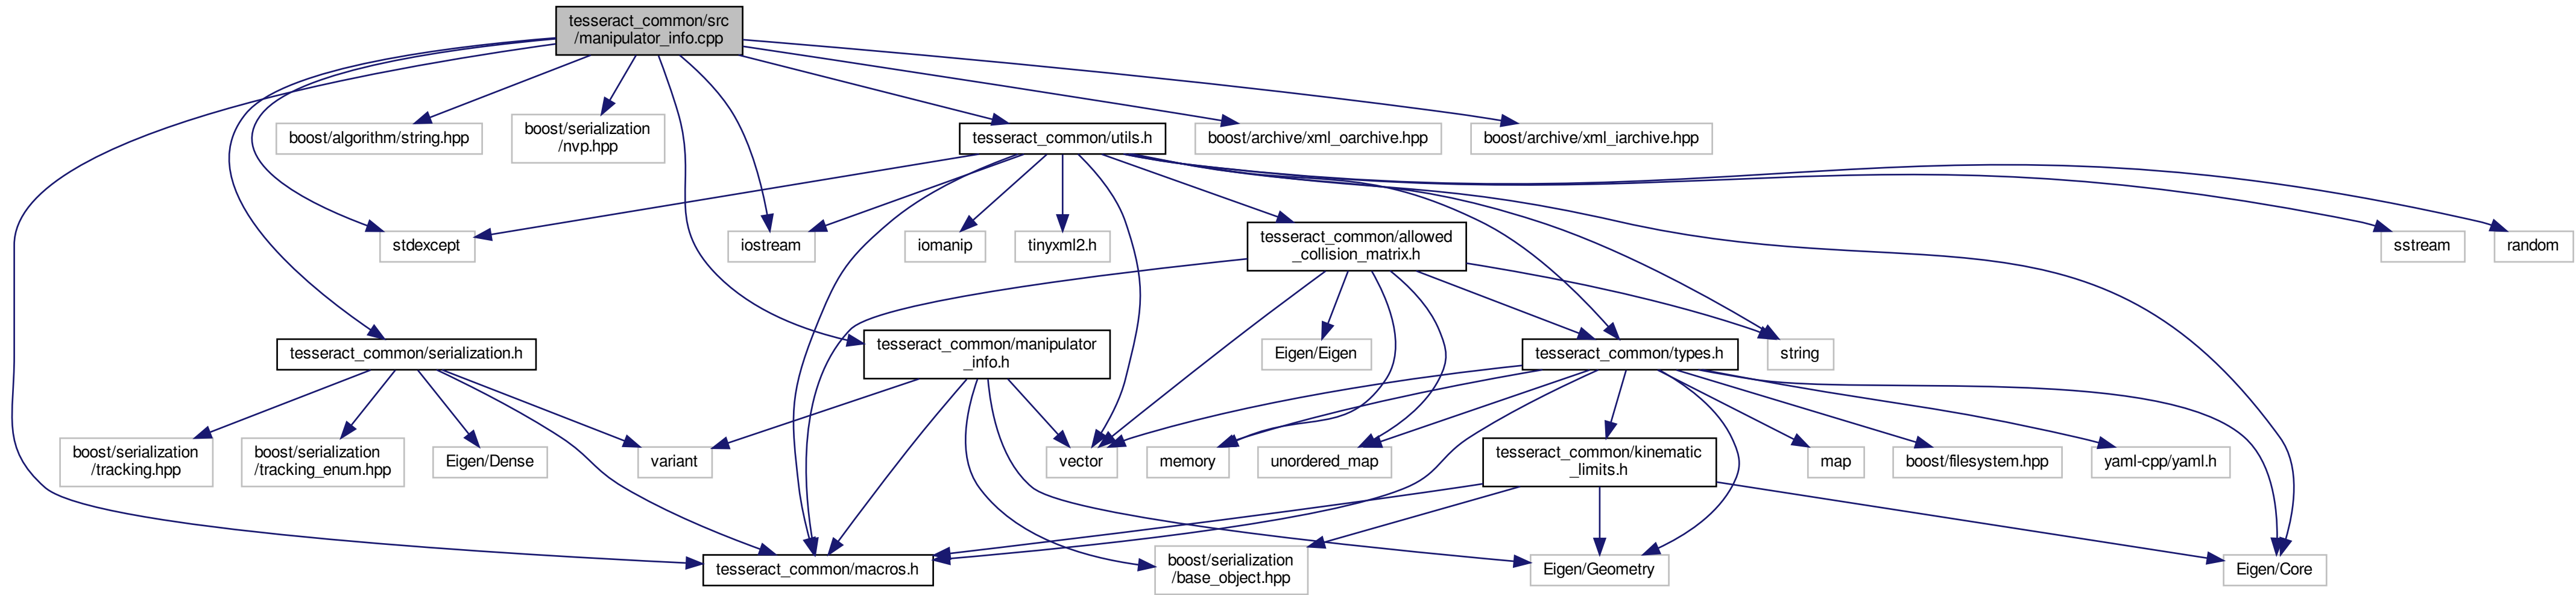 tesseract_common/src
/manipulator_info.cpp
boost/algorithm/string.hpp
boost/serialization
/nvp.hpp
tesseract_common/utils.h
boost/archive/xml_oarchive.hpp
boost/archive/xml_iarchive.hpp
stdexcept
iostream
iomanip
tinyxml2.h
tesseract_common/allowed
_collision_matrix.h
sstream
random
tesseract_common/serialization.h
tesseract_common/manipulator
_info.h
Eigen/Eigen
tesseract_common/types.h
string
boost/serialization
/tracking.hpp
boost/serialization
/tracking_enum.hpp
Eigen/Dense
variant
vector
memory
unordered_map
tesseract_common/kinematic
_limits.h
map
boost/filesystem.hpp
yaml-cpp/yaml.h
tesseract_common/macros.h
boost/serialization
/base_object.hpp
Eigen/Geometry
Eigen/Core